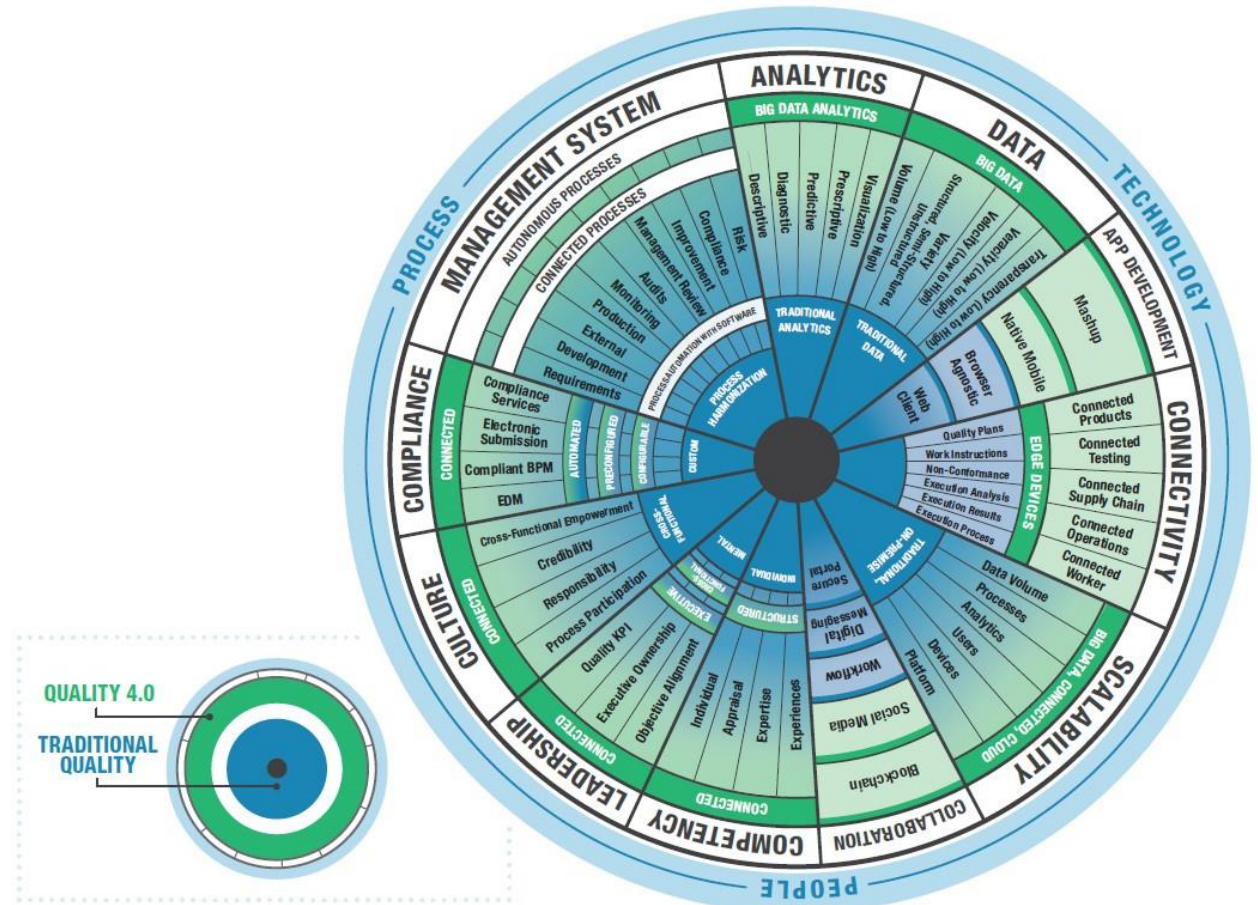 PROCESS
TECHNOLOGY
PEOPLE
ANALYTICS
BIG DATA ANALYTICS
Descriptive
Diagnostic
Predictive
Prescriptive
Visualization
TRADITIONAL
ANALYTICS
DATA
BIG DATA
Volume (Low to High)
Structured, Semi-Structured,
Unstructured
Variety
Velocity (Low to High)
Veracity (Low to High)
Transparency (Low to High)
TRADITIONAL
DATA
APP DEVELOPMENT
Mashup
Native Mobile
Browser
Agnostic
Web
Client
CONNECTIVITY
Connected
Products
Connected
Testing
Connected
Supply Chain
Connected
Operations
Connected
Worker
EDGE DEVICES
Quality Plans
Work Instructions
Non-Conformance
Execution Analysis
Execution Results
Execution Process
SCALABILITY
BIG DATA, CONNECTED, CLOUD
Data Volume
Processes
Analytics
Users
Devices
Platform
TRADITIONAL
ON-PREMISE
COLLABORATION
Blockchain
Social Media
Workflow
Digital
Messaging
Secure
Portal
COMPETENCY
CONNECTED
Experiences
Expertise
Appraisal
Individual
STRUCTURED
INDIVIDUAL
LEADERSHIP
CONNECTED
Objective Alignment
Executive Ownership
Quality KPI
EXECUTIVE
CROSS-
FUNCTIONAL
MENTAL
CULTURE
CONNECTED
Process Participation
Responsibility
Credibility
Cross-Functional Empowerment
CROSS-
FUNCTIONAL
COMPLIANCE
CONNECTED
Compliance
Services
Electronic
Submission
Compliant BPM
EDM
AUTOMATED
PRECONFIGURED
CONFIGURABLE
CUSTOM
MANAGEMENT SYSTEM
AUTONOMOUS PROCESSES
CONNECTED PROCESSES
Requirements
Development
External
Production
Monitoring
Audits
Management Review
Improvement
Compliance
Risk
PROCESS AUTOMATION WITH SOFTWARE
PROCESS
HARMONIZATION
QUALITY 4.0
TRADITIONAL
QUALITY